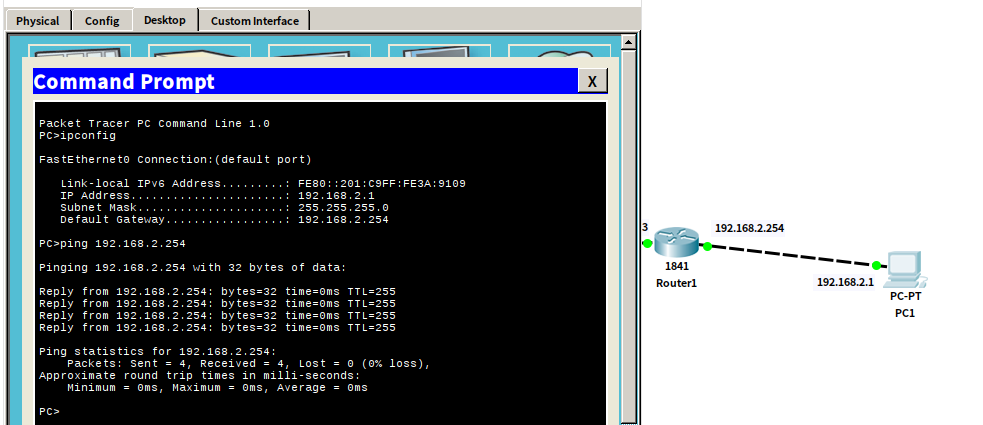 Physical
Config
Desktop
Custom Interface
Command Prompt
X
Packet Tracer PC Command Line 1.0
PC>ipconfig
FastEthernet0 Connection:(default port)
Link-local IPv6 Address.........: FE80::201:C9FF:FE3A:9109
IP Address......................: 192.168.2.1
Subnet Mask.....................: 255.255.255.0
Default Gateway.................: 192.168.2.254
PC>ping 192.168.2.254
Pinging 192.168.2.254 with 32 bytes of data:
Reply from 192.168.2.254: bytes=32 time=0ms TTL=255
Reply from 192.168.2.254: bytes=32 time=0ms TTL=255
Reply from 192.168.2.254: bytes=32 time=0ms TTL=255
Reply from 192.168.2.254: bytes=32 time=0ms TTL=255
Ping statistics for 192.168.2.254:
Packets: Sent = 4, Received = 4, Lost = 0 (0% loss),
Approximate round trip times in milli-seconds:
Minimum = 0ms, Maximum = 0ms, Average = 0ms
PC>
3
192.168.2.254
1841
Router1
192.168.2.1
PC-PT
PC1